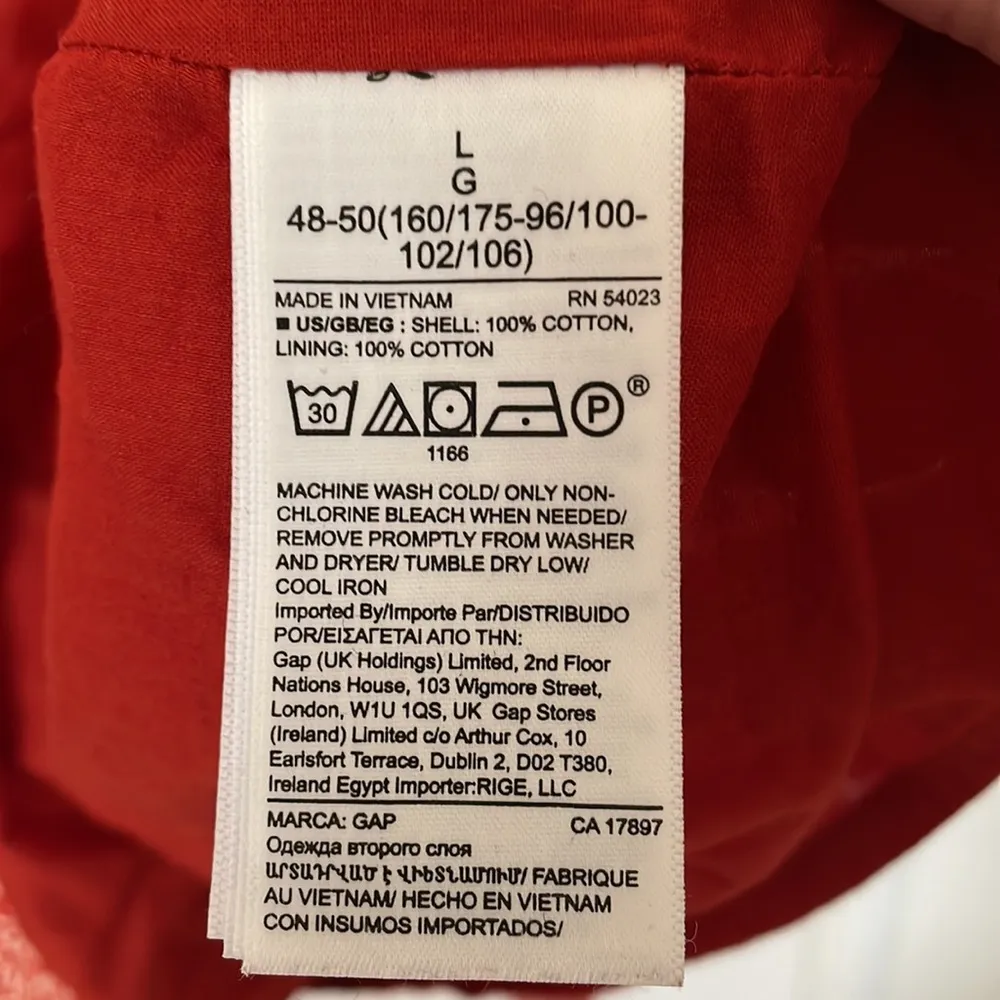 L
G
48-50(160/175-96/100-
102/106)
MADE IN VIETNAM RN 54023
■ US/GB/EG : SHELL: 100% COTTON,
LINING: 100% COTTON
30 P ®
1166
MACHINE WASH COLD/ ONLY NON-
CHLORINE BLEACH WHEN NEEDED/
REMOVE PROMPTLY FROM WASHER
AND DRYER/ TUMBLE DRY LOW/
COOL IRON
Imported By/Importe Par/DISTRIBUIDO
POR/ΕΙΣΑΓΕΤΑΙ ΑΠΟ ΤΗΝ:
Gap (UK Holdings) Limited, 2nd Floor
Nations House, 103 Wigmore Street,
London, W1U 1QS, UK Gap Stores
(Ireland) Limited c/o Arthur Cox, 10
Earlsfort Terrace, Dublin 2, D02 T380,
Ireland Egypt Importer:RIGE, LLC
MARCA: GAP CA 17897
Одежда второго слоя
ԱՐՏԱԴՐՎԱԾ Է ՎԻԵՏՆԱՄՈՒՄ/ FABRIQUE
AU VIETNAM/ HECHO EN VIETNAM
CON INSUMOS IMPORTADOS/